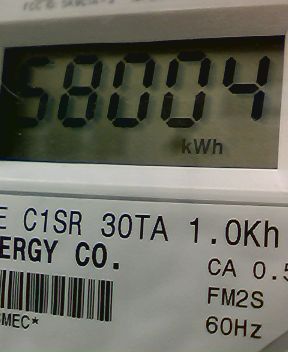 58004
kWh
E C1SR 30TA 1.0Kh
ERGY CO.
CA 0.5
FM2S
MEC*
60Hz